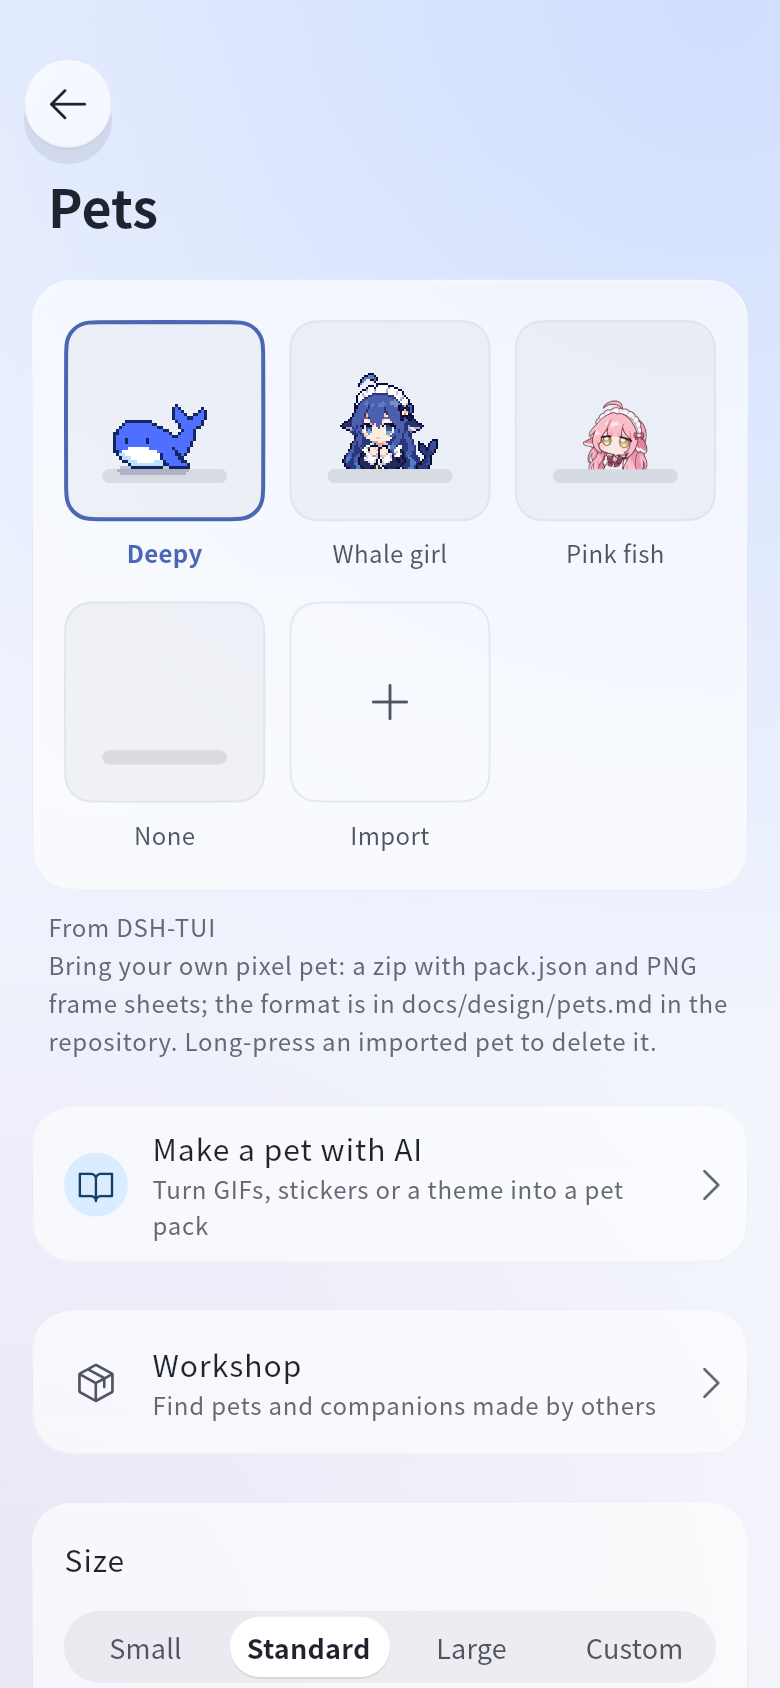 Pets
Deepy
Whale girl
Pink fish
None
Import
From DSH-TUI
Bring your own pixel pet: a zip with pack.json and PNG
frame sheets; the format is in docs/design/pets.md in the
repository. Long-press an imported pet to delete it.
Make a pet with AI
Turn GIFs, stickers or a theme into a pet
pack
Workshop
Find pets and companions made by others
Size
Small
Standard
Large
Custom